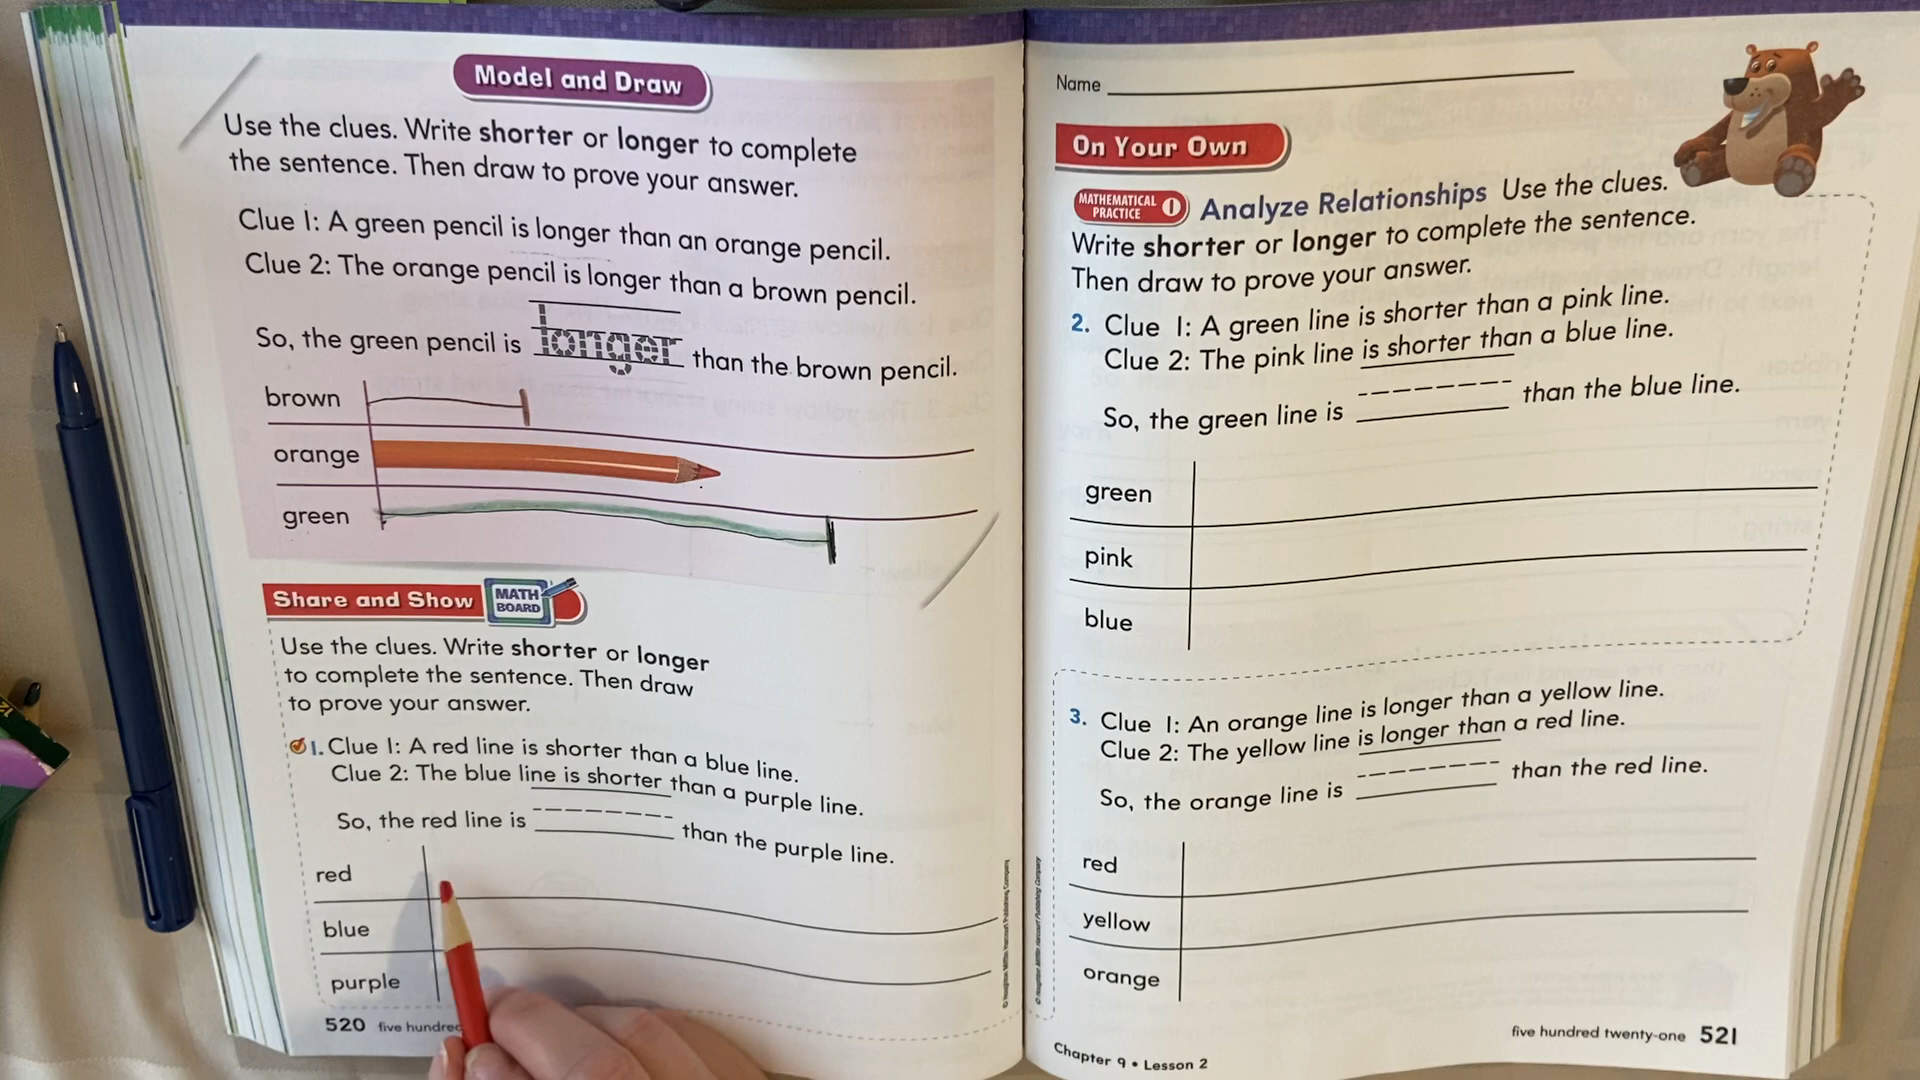 Model and Draw
Use the clues. Write shorter or longer to complete
the sentence. Then draw to prove your answer.
Clue 1: A green pencil is longer than an orange pencil.
Clue 2: The orange pencil is longer than a brown pencil.
So, the green pencil is longer than the brown pencil.
brown
orange
green
Share and Show MATH BOARD
Use the clues. Write shorter or longer
to complete the sentence. Then draw
to prove your answer.
1. Clue 1: A red line is shorter than a blue line.
Clue 2: The blue line is shorter than a purple line.
So, the red line is than the purple line.
red
blue
purple
520 five hundred
Name
On Your Own
MATHEMATICAL PRACTICE 1 Analyze Relationships Use the clues.
Write shorter or longer to complete the sentence.
Then draw to prove your answer.
2. Clue 1: A green line is shorter than a pink line.
Clue 2: The pink line is shorter than a blue line.
So, the green line is than the blue line.
green
pink
blue
3. Clue 1: An orange line is longer than a yellow line.
Clue 2: The yellow line is longer than a red line.
So, the orange line is than the red line.
red
yellow
orange
Chapter 9 • Lesson 2
five hundred twenty-one 521